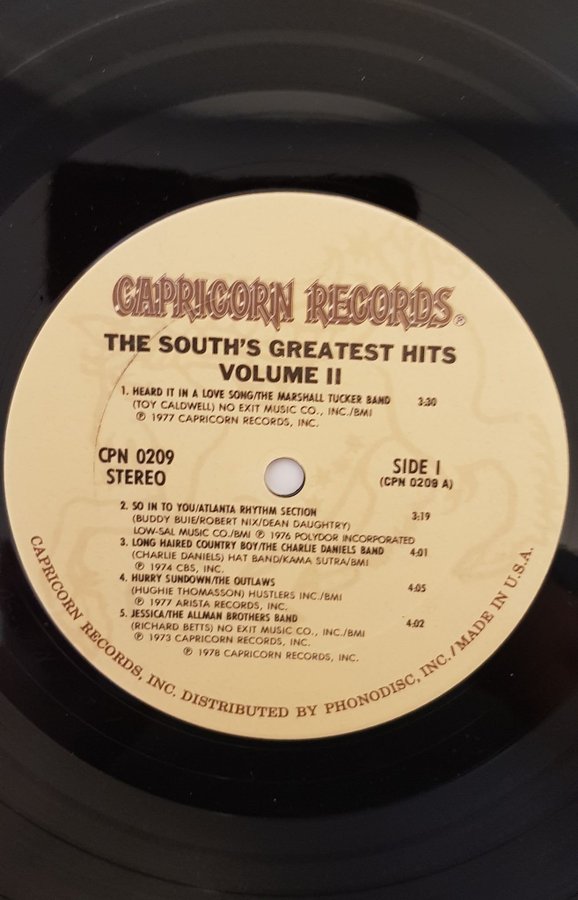 CAPRICORN RECORDS®
THE SOUTH'S GREATEST HITS
VOLUME II
1. HEARD IT IN A LOVE SONG/THE MARSHALL TUCKER BAND 3:30
(TOY CALDWELL) NO EXIT MUSIC CO., INC./BMI
℗ 1977 CAPRICORN RECORDS, INC.
CPN 0209
STEREO
SIDE I
(CPN 0209 A)
2. SO IN TO YOU/ATLANTA RHYTHM SECTION 3:19
(BUDDY BUIE/ROBERT NIX/DEAN DAUGHTRY)
LOW-SAL MUSIC CO./BMI ℗ 1976 POLYDOR INCORPORATED
3. LONG HAIRED COUNTRY BOY/THE CHARLIE DANIELS BAND 4:01
(CHARLIE DANIELS) HAT BAND/KAMA SUTRA/BMI
℗ 1974 CBS, INC.
4. HURRY SUNDOWN/THE OUTLAWS 4:05
(HUGHIE THOMASSON) HUSTLERS INC./BMI
℗ 1977 ARISTA RECORDS, INC.
5. JESSICA/THE ALLMAN BROTHERS BAND 4:02
(RICHARD BETTS) NO EXIT MUSIC CO., INC./BMI
℗ 1973 CAPRICORN RECORDS, INC.
℗ 1978 CAPRICORN RECORDS, INC.
CAPRICORN RECORDS, INC. DISTRIBUTED BY PHONODISC, INC./MADE IN U.S.A.